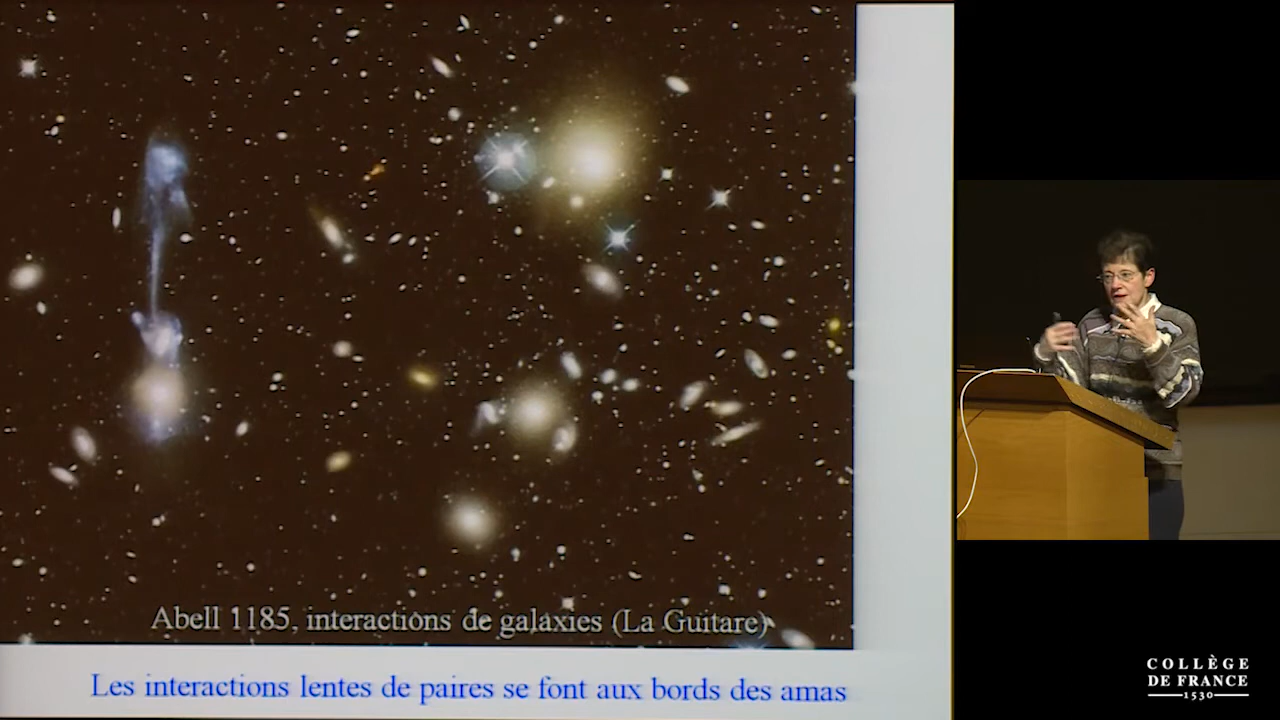 Abell 1185, interactions de galaxies (La Guitare)
Les interactions lentes de paires se font aux bords des amas
COLLÈGE
DE FRANCE
1530